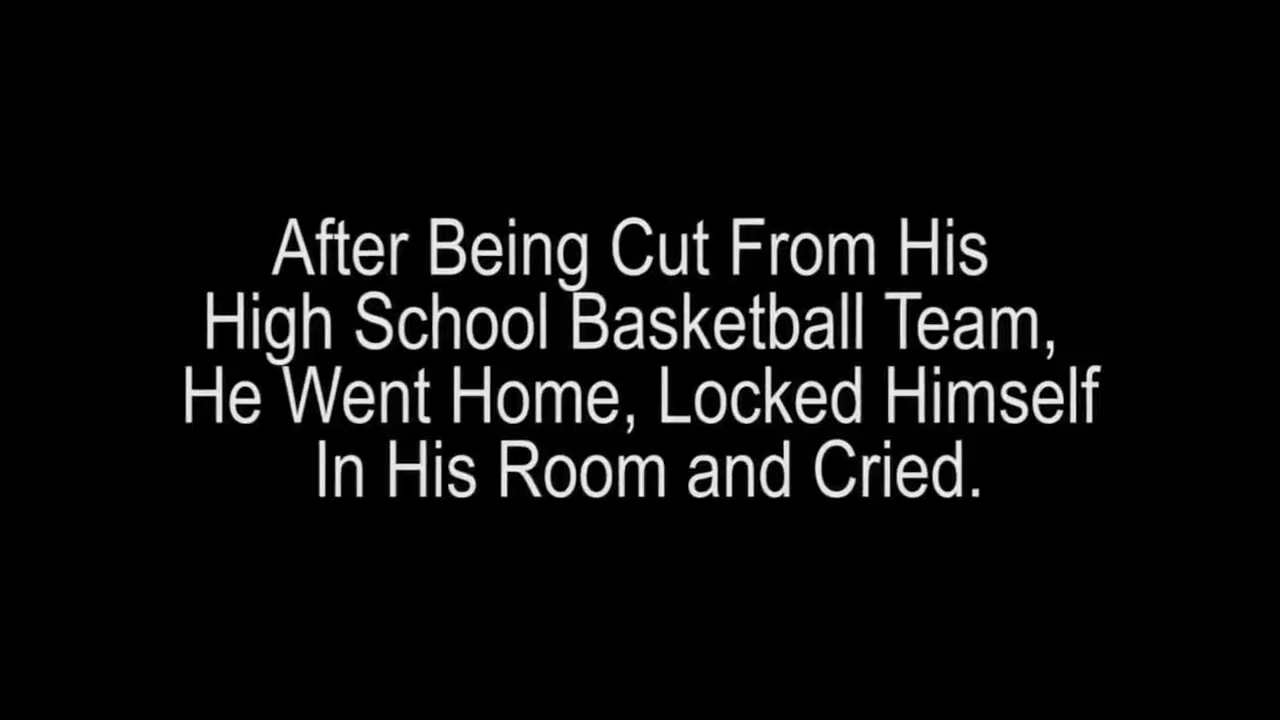 After Being Cut From His
High School Basketball Team,
He Went Home, Locked Himself
In His Room and Cried.